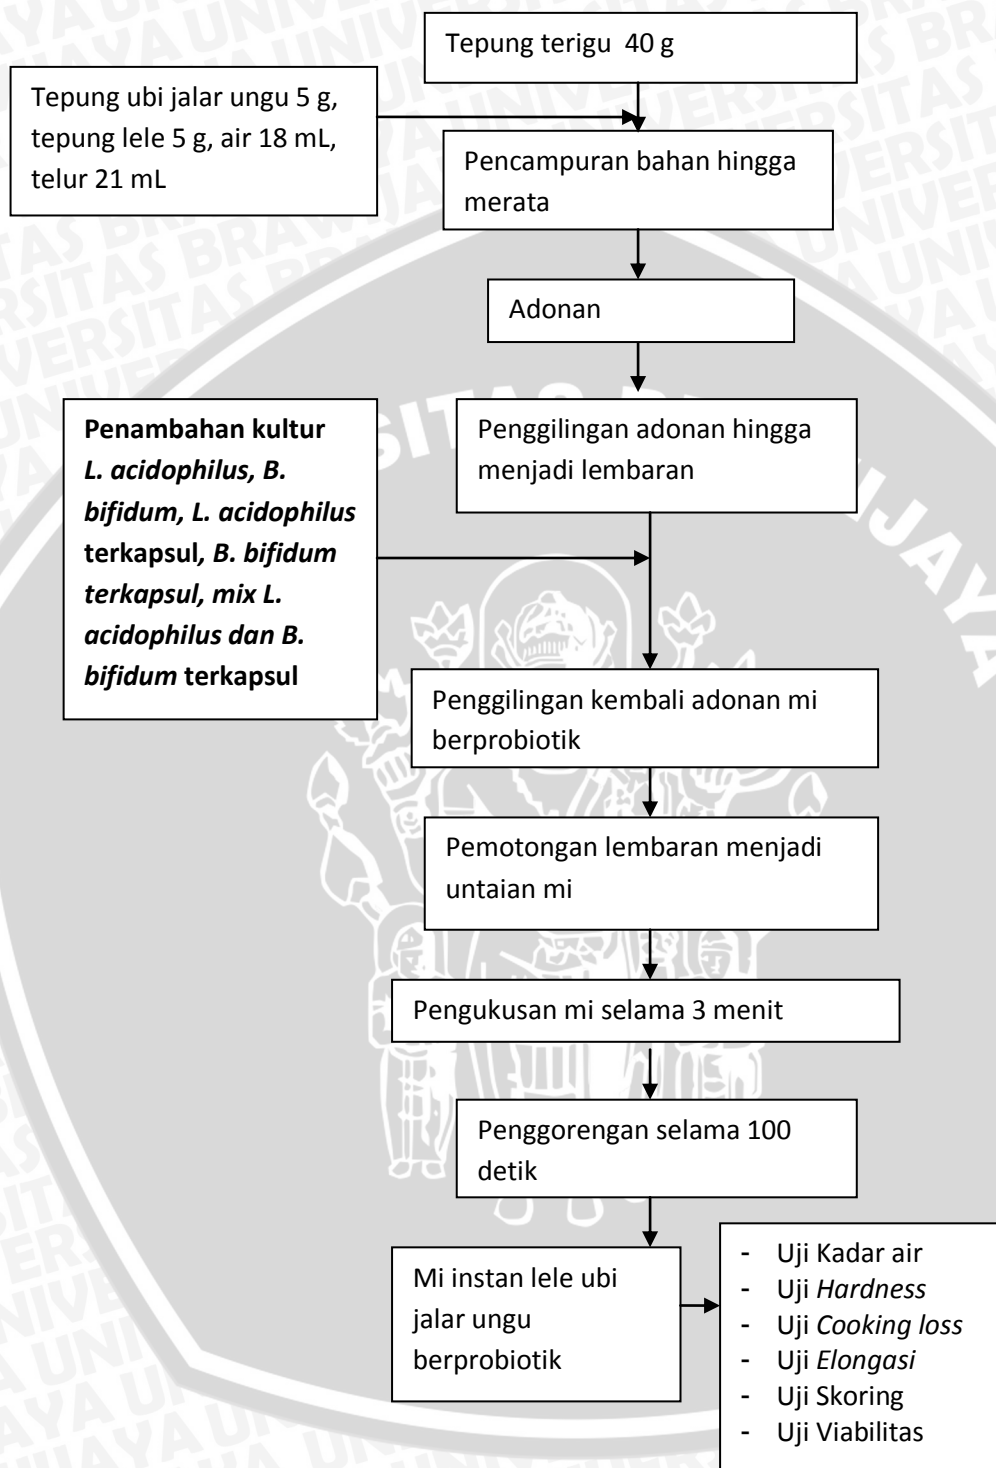 Tepung terigu  40 g
Tepung ubi jalar ungu 5 g,
tepung lele 5 g, air 18 mL,
telur 21 mL
Pencampuran bahan hingga
merata
Adonan
Penggilingan adonan hingga
menjadi lembaran
Penambahan kultur
L. acidophilus, B.
bifidum, L. acidophilus
terkapsul, B. bifidum
terkapsul, mix L.
acidophilus dan B.
bifidum terkapsul
Penggilingan kembali adonan mi
berprobiotik
Pemotongan lembaran menjadi
untaian mi
Pengukusan mi selama 3 menit
Penggorengan selama 100
detik
Mi instan lele ubi
jalar ungu
berprobiotik
- Uji Kadar air
- Uji Hardness
- Uji Cooking loss
- Uji Elongasi
- Uji Skoring
- Uji Viabilitas